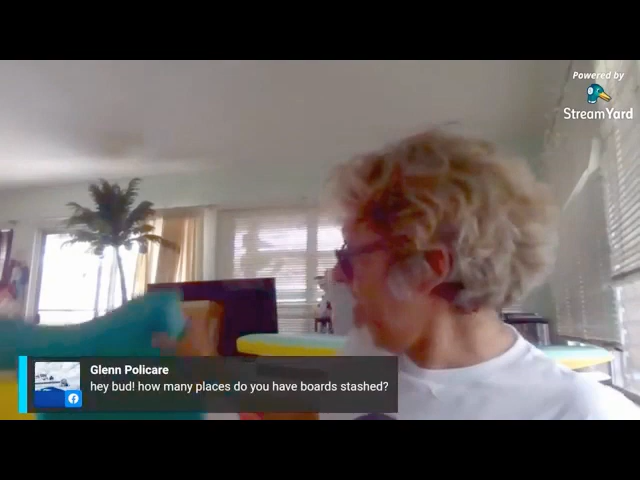 Powered by
StreamYard
Glenn Policare
hey bud! how many places do you have boards stashed?